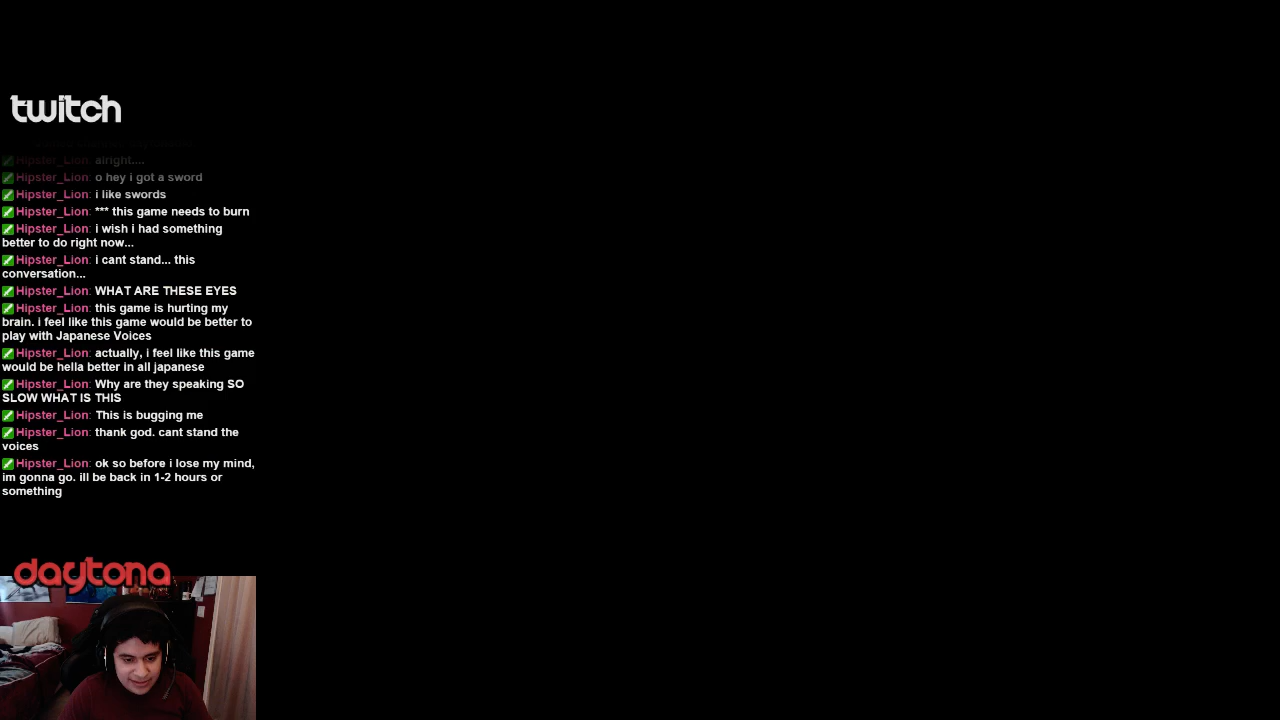 twitch
Hipster_Lion: alright....
Hipster_Lion: o hey i got a sword
Hipster_Lion: i like swords
Hipster_Lion: *** this game needs to burn
Hipster_Lion: i wish i had something
better to do right now...
Hipster_Lion: i cant stand... this
conversation...
Hipster_Lion: WHAT ARE THESE EYES
Hipster_Lion: this game is hurting my
brain. i feel like this game would be better to
play with Japanese Voices
Hipster_Lion: actually, i feel like this game
would be hella better in all japanese
Hipster_Lion: Why are they speaking SO
SLOW WHAT IS THIS
Hipster_Lion: This is bugging me
Hipster_Lion: thank god. cant stand the
voices
Hipster_Lion: ok so before i lose my mind,
im gonna go. ill be back in 1-2 hours or
something
daytona